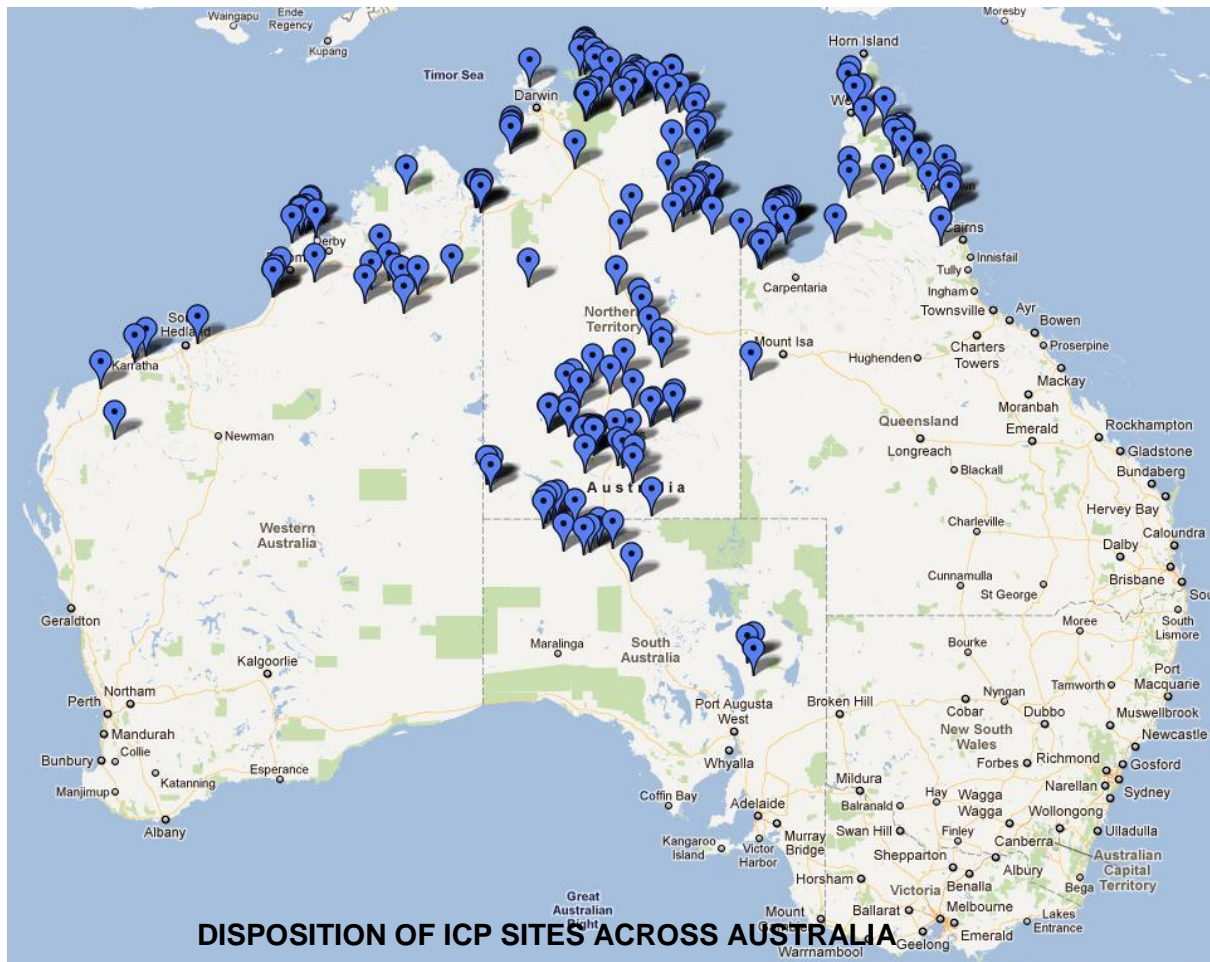 Waingapu
Ende
Regency
Kupang
Moresby
Horn Island
Timor Sea
Darwin
Derby
Cairns
Innisfail
Tully
Ingham
Townsville
Ayr
Bowen
Proserpine
Carpentaria
Northern
Territory
Mount Isa
Hughenden
Charters
Towers
Mackay
Moranbah
Hedland
Karratha
Newman
Queensland
Longreach
Emerald
Rockhampton
Gladstone
Blackall
Bundaberg
Hervey Bay
Australia
Western
Australia
Charleville
Dalby
Caloundra
Cunnamulla
St George
Brisbane
Geraldton
Maralinga
South
Australia
Bourke
Moree
South
Lismore
Kalgoorlie
Port
Macquarie
Perth
Northam
Port Augusta
West
Broken Hill
Cobar
Nyngan
Tamworth
Dubbo
Muswellbrook
New South
Wales
Newcastle
Mandurah
Collie
Bunbury
Katanning
Esperance
Whyalla
Forbes
Richmond
Gosford
Manjimup
Albany
Coffin Bay
Mildura
Balranald
Hay
Wagga
Wagga
Narellan
Sydney
Wollongong
Adelaide
Murray
Bridge
Kangaroo
Island
Victor
Harbor
Swan Hill
Finley
Canberra
Ulladulla
Shepparton
Albury
Australian
Capital
Territory
Horsham
Victoria
Benalla
Bega
Great
Australian
Bight
Mount
Gambier
Ballarat
Melbourne
Lakes
Entrance
Emerald
Geelong
Warrnambool
DISPOSITION OF ICP SITES ACROSS AUSTRALIA